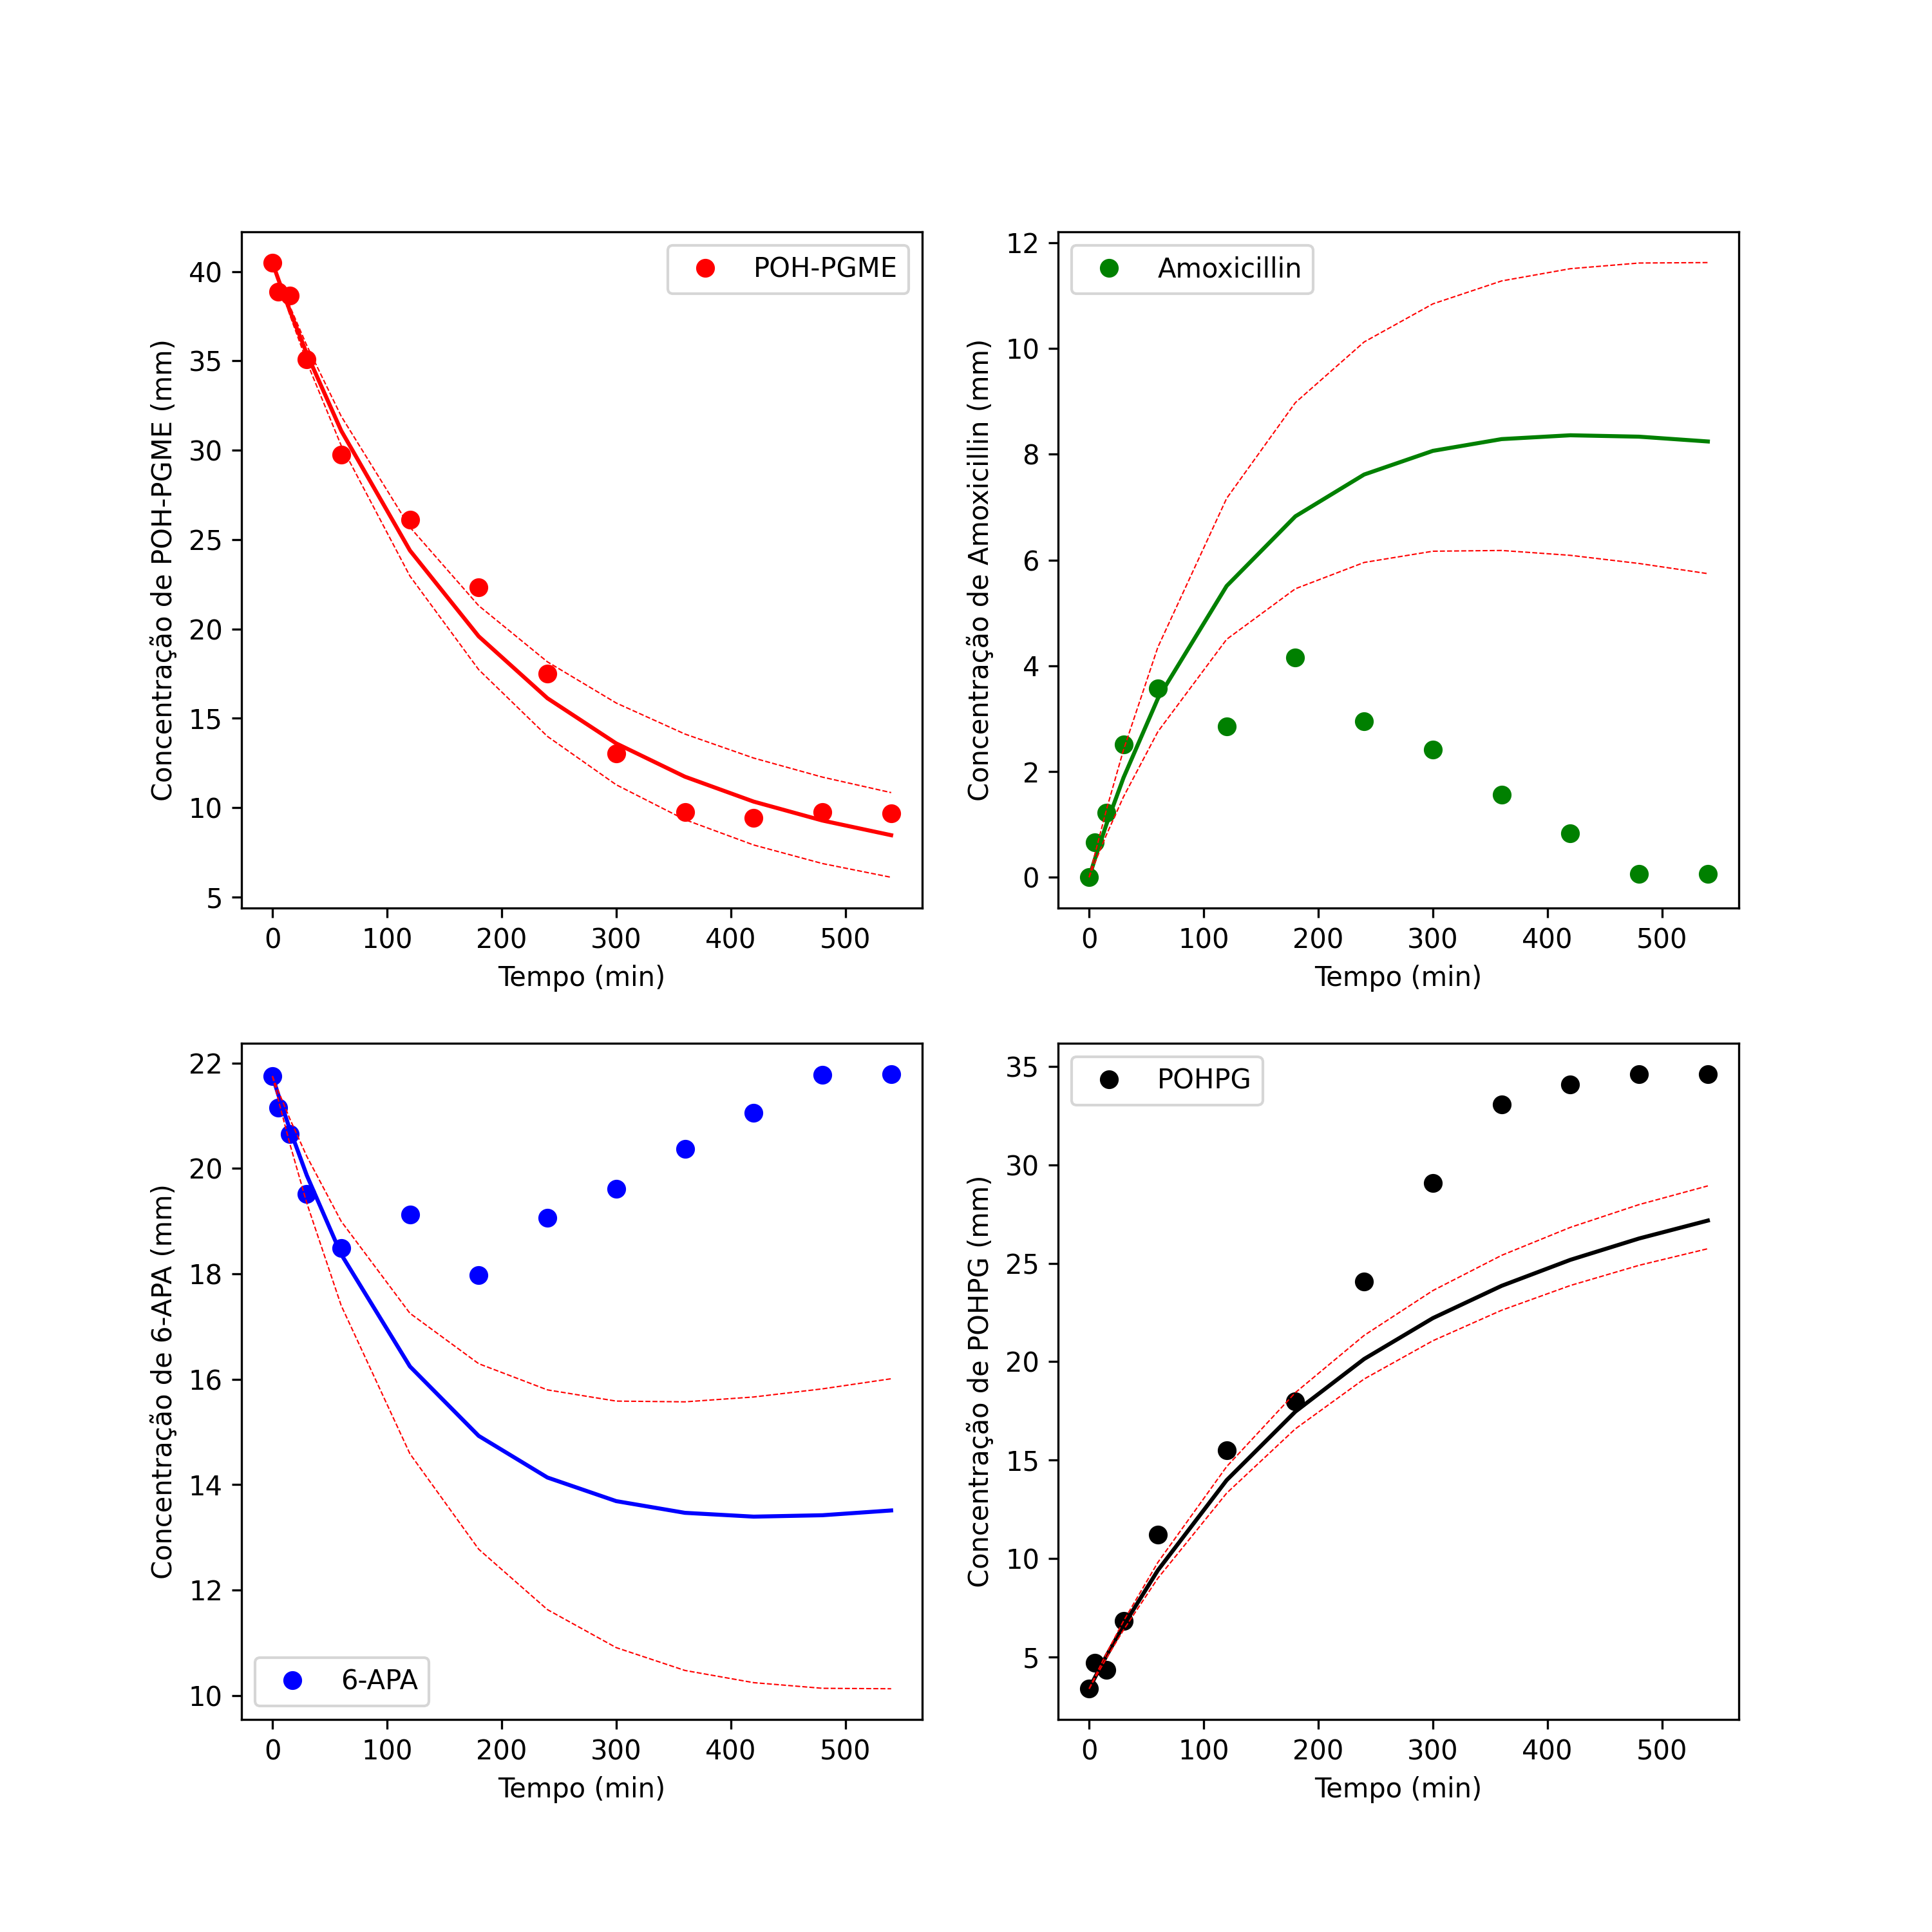 POH-PGME
Concentração de POH-PGME (mm)
40
35
30
25
20
15
10
5
0 100 200 300 400 500
Tempo (min)
Amoxicillin
Concentração de Amoxicillin (mm)
12
10
8
6
4
2
0
0 100 200 300 400 500
Tempo (min)
6-APA
Concentração de 6-APA (mm)
22
20
18
16
14
12
10
0 100 200 300 400 500
Tempo (min)
POHPG
Concentração de POHPG (mm)
35
30
25
20
15
10
5
0 100 200 300 400 500
Tempo (min)